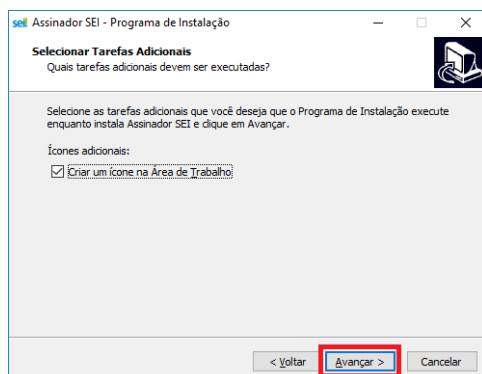 sei! Assinador SEI - Programa de Instalação
Selecionar Tarefas Adicionais
Quais tarefas adicionais devem ser executadas?
Selecione as tarefas adicionais que você deseja que o Programa de Instalação execute
enquanto instala Assinador SEI e clique em Avançar.
Ícones adicionais:
Criar um ícone na Área de Trabalho
< Voltar Avançar > Cancelar